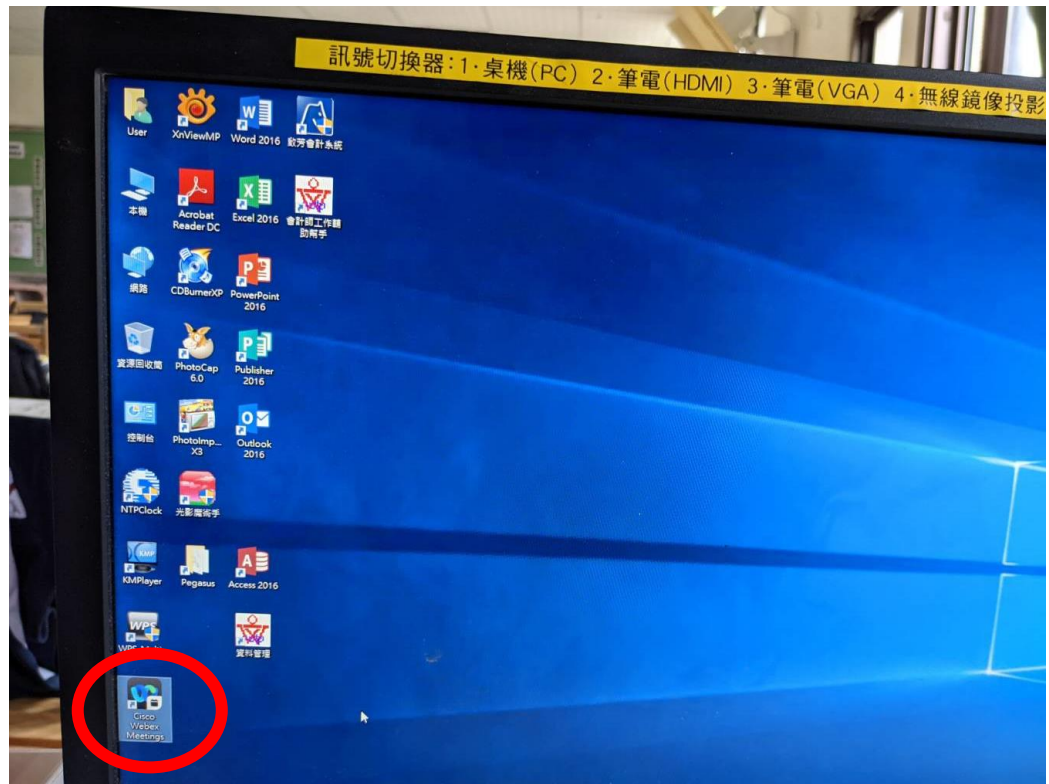 訊號切換器:1·桌機(PC) 2·筆電(HDMI) 3·筆電(VGA) 4·無線鏡像投影
User
XnViewMP
Word 2016
啟芳會計系統
本機
Acrobat
Reader DC
Excel 2016
會計師工作輔
助幫手
網路
CDBurnerXP
PowerPoint
2016
資源回收筒
PhotoCap
6.0
Publisher
2016
控制台
PhotoImp...
X3
Outlook
2016
NTPClock
光影魔術手
KMPlayer
Pegasus
Access 2016
WPS
資料管理
Cisco
Webex
Meetings